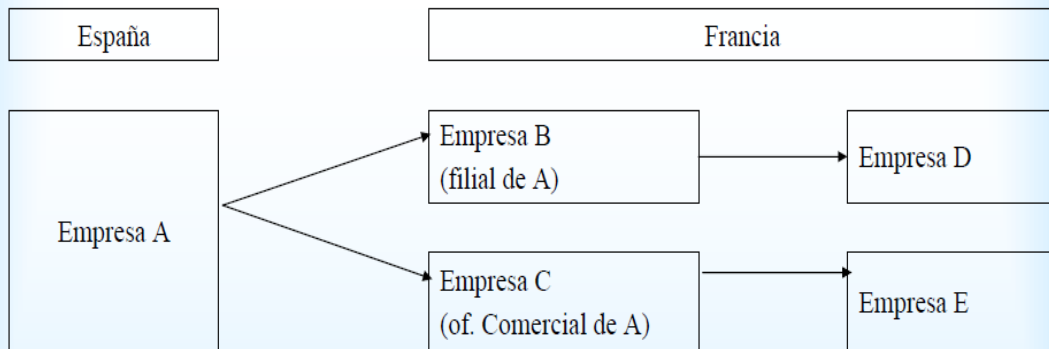 España
Francia
Empresa A
Empresa B
(filial de A)
Empresa D
Empresa C
(of. Comercial de A)
Empresa E